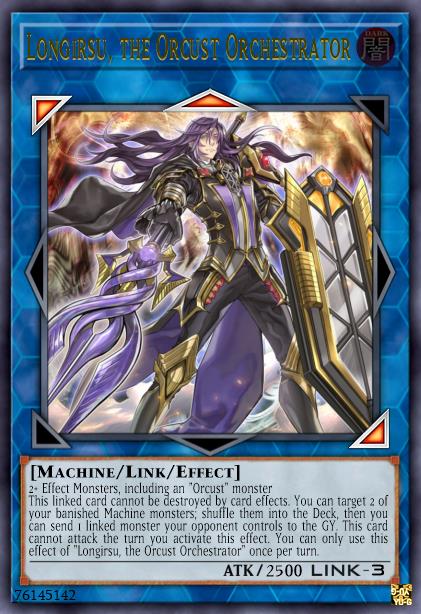 Longirsu, the Orcust Orchestrator
DARK
闇
[Machine/Link/Effect]
2+ Effect Monsters, including an "Orcust" monster
This linked card cannot be destroyed by card effects. You can target 2 of
your banished Machine monsters; shuffle them into the Deck, then you
can send 1 linked monster your opponent controls to the GY. This card
cannot attack the turn you activate this effect. You can only use this
effect of "Longirsu, the Orcust Orchestrator" once per turn.
ATK/2500 LINK-3
76145142